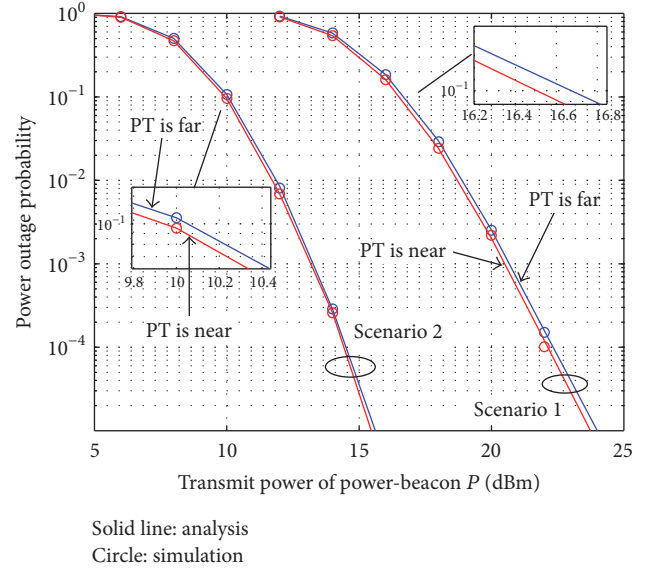 10⁰
10⁻¹
10⁻²
10⁻³
10⁻⁴
Power outage probability
5
10
15
20
25
Transmit power of power-beacon P (dBm)
PT is far
10⁻¹
9.8
10
10.2
10.4
PT is near
Scenario 2
10⁻¹
16.2
16.4
16.6
16.8
PT is far
PT is near
Scenario 1
Solid line: analysis
Circle: simulation